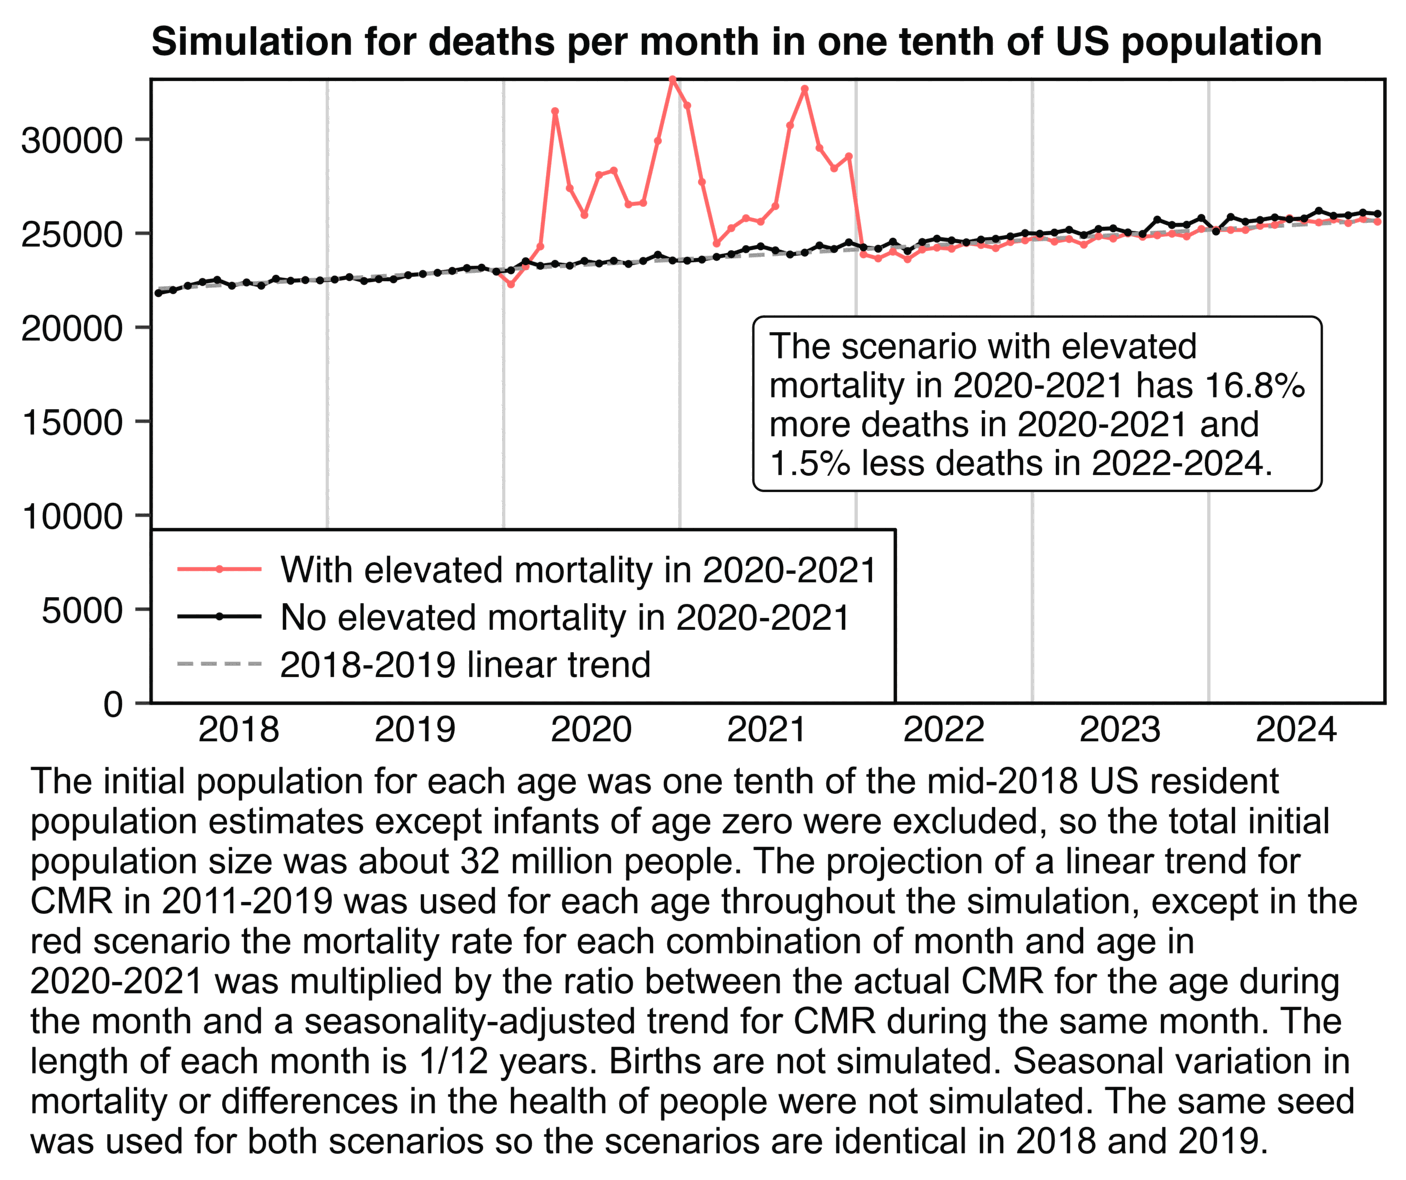 Simulation for deaths per month in one tenth of US population
30000
25000
20000
15000
10000
5000
0
The scenario with elevated
mortality in 2020-2021 has 16.8%
more deaths in 2020-2021 and
1.5% less deaths in 2022-2024.
With elevated mortality in 2020-2021
No elevated mortality in 2020-2021
2018-2019 linear trend
2018 2019 2020 2021 2022 2023 2024
The initial population for each age was one tenth of the mid-2018 US resident
population estimates except infants of age zero were excluded, so the total initial
population size was about 32 million people. The projection of a linear trend for
CMR in 2011-2019 was used for each age throughout the simulation, except in the
red scenario the mortality rate for each combination of month and age in
2020-2021 was multiplied by the ratio between the actual CMR for the age during
the month and a seasonality-adjusted trend for CMR during the same month. The
length of each month is 1/12 years. Births are not simulated. Seasonal variation in
mortality or differences in the health of people were not simulated. The same seed
was used for both scenarios so the scenarios are identical in 2018 and 2019.